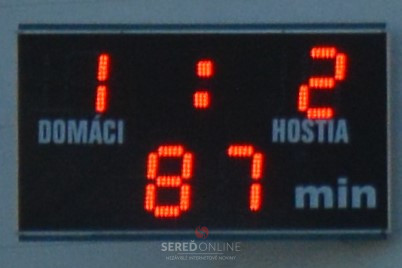 1 : 2
DOMÁCI HOSTIA
87 min
SEREĎONLINE